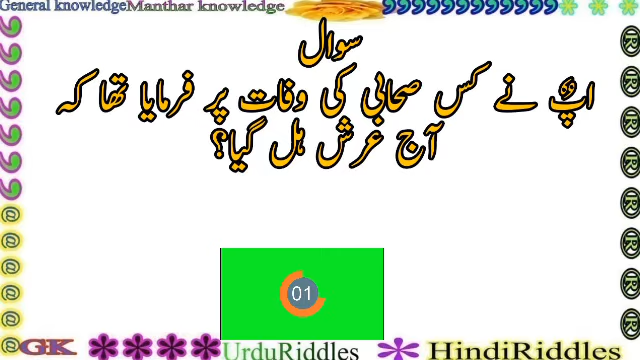 General knowledge Manthar knowledge
سوال
آپؐ نے کس صحابی کی وفات پر فرمایا تھا کہ
آج عرش ہل گیا؟
01
GK **** UrduRiddles * HindiRiddles